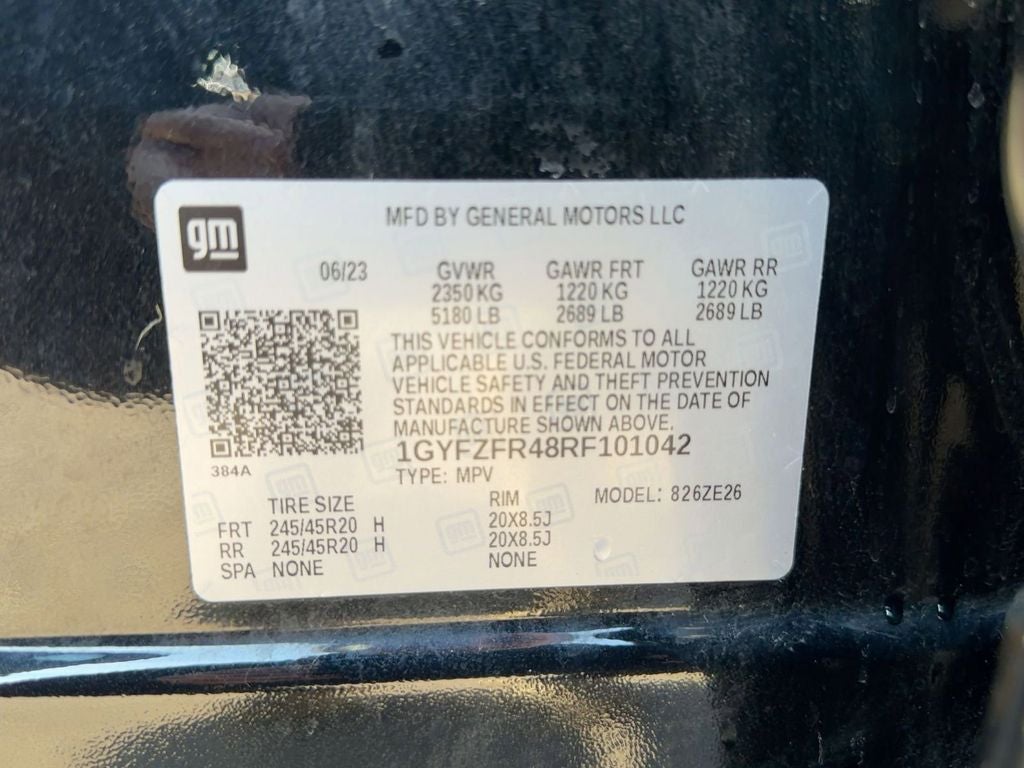 gm
MFD BY GENERAL MOTORS LLC
06/23 GVWR GAWR FRT GAWR RR
2350 KG 1220 KG 1220 KG
5180 LB 2689 LB 2689 LB
THIS VEHICLE CONFORMS TO ALL
APPLICABLE U.S. FEDERAL MOTOR
VEHICLE SAFETY AND THEFT PREVENTION
STANDARDS IN EFFECT ON THE DATE OF
MANUFACTURE SHOWN ABOVE.
1GYFZFR48RF101042
384A
TYPE: MPV
TIRE SIZE RIM MODEL: 826ZE26
FRT 245/45R20 H 20X8.5J
RR 245/45R20 H 20X8.5J
SPA NONE NONE